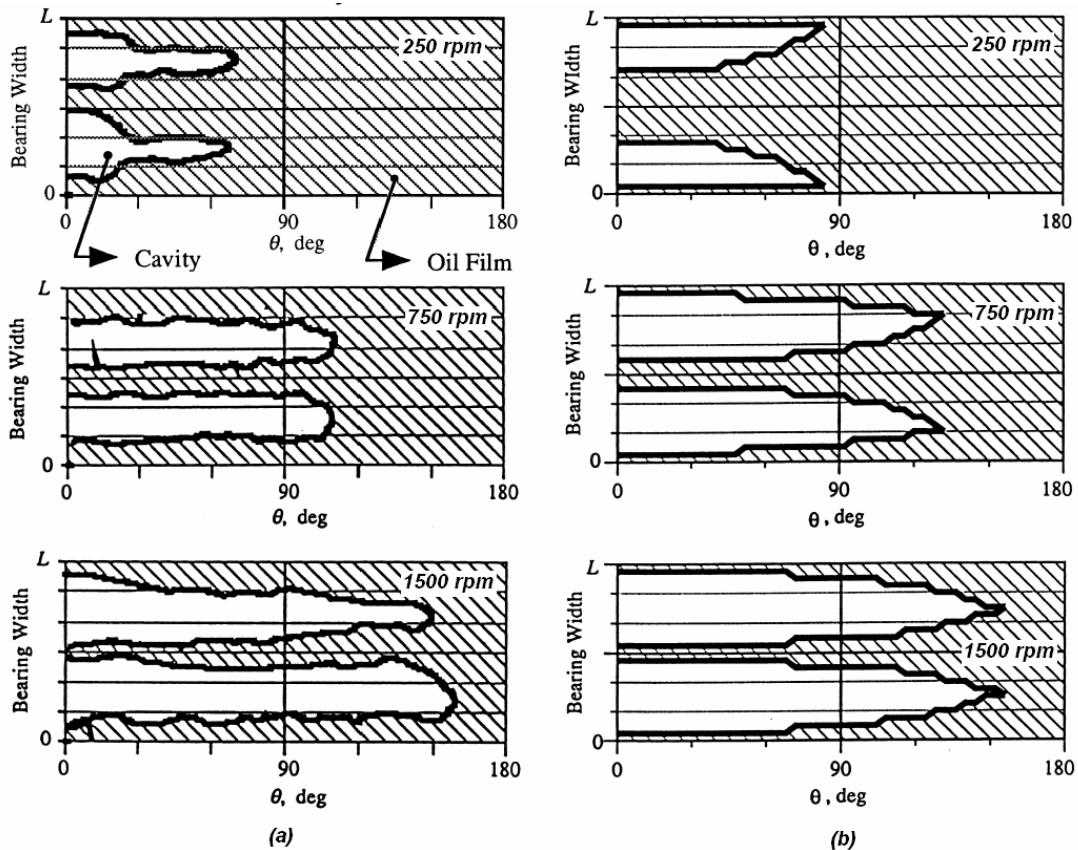 L
250 rpm
Bearing Width
0
0
90
180
θ, deg
Cavity
Oil Film
L
750 rpm
Bearing Width
0
0
90
180
θ, deg
L
1500 rpm
Bearing Width
0
0
90
180
θ, deg
(a)
L
250 rpm
Bearing Width
0
0
90
180
θ, deg
L
750 rpm
Bearing Width
0
0
90
180
θ, deg
L
1500 rpm
Bearing Width
0
0
90
180
θ, deg
(b)